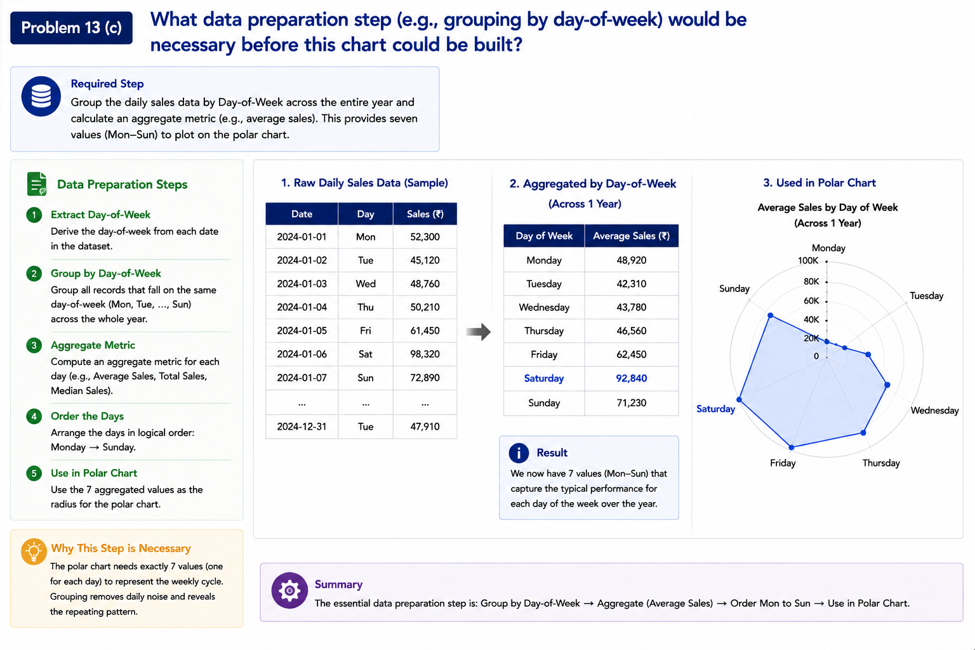 Problem 13 (c)
What data preparation step (e.g., grouping by day-of-week) would be
necessary before this chart could be built?
Required Step
Group the daily sales data by Day-of-Week across the entire year and
calculate an aggregate metric (e.g., average sales). This provides seven
values (Mon–Sun) to plot on the polar chart.
Data Preparation Steps
1 Extract Day-of-Week
Derive the day-of-week from each date
in the dataset.
2 Group by Day-of-Week
Group all records that fall on the same
day-of-week (Mon, Tue, ..., Sun)
across the whole year.
3 Aggregate Metric
Compute an aggregate metric for each
day (e.g., Average Sales, Total Sales,
Median Sales).
4 Order the Days
Arrange the days in logical order:
Monday → Sunday.
5 Use in Polar Chart
Use the 7 aggregated values as the
radius for the polar chart.
Why This Step is Necessary
The polar chart needs exactly 7 values (one
for each day) to represent the weekly cycle.
Grouping removes daily noise and reveals
the repeating pattern.
1. Raw Daily Sales Data (Sample)
Date Day Sales (₹)
2024-01-01 Mon 52,300
2024-01-02 Tue 45,120
2024-01-03 Wed 48,760
2024-01-04 Thu 50,210
2024-01-05 Fri 61,450
2024-01-06 Sat 98,320
2024-01-07 Sun 72,890
... ... ...
2024-12-31 Tue 47,910
2. Aggregated by Day-of-Week
(Across 1 Year)
Day of Week Average Sales (₹)
Monday 48,920
Tuesday 42,310
Wednesday 43,780
Thursday 46,560
Friday 62,450
Saturday 92,840
Sunday 71,230
i Result
We now have 7 values (Mon–Sun) that
capture the typical performance for
each day of the week over the year.
3. Used in Polar Chart
Average Sales by Day of Week
(Across 1 Year)
Monday
100K
80K
60K
40K
20K
0
Tuesday
Wednesday
Thursday
Friday
Saturday
Sunday
Summary
The essential data preparation step is: Group by Day-of-Week → Aggregate (Average Sales) → Order Mon to Sun → Use in Polar Chart.